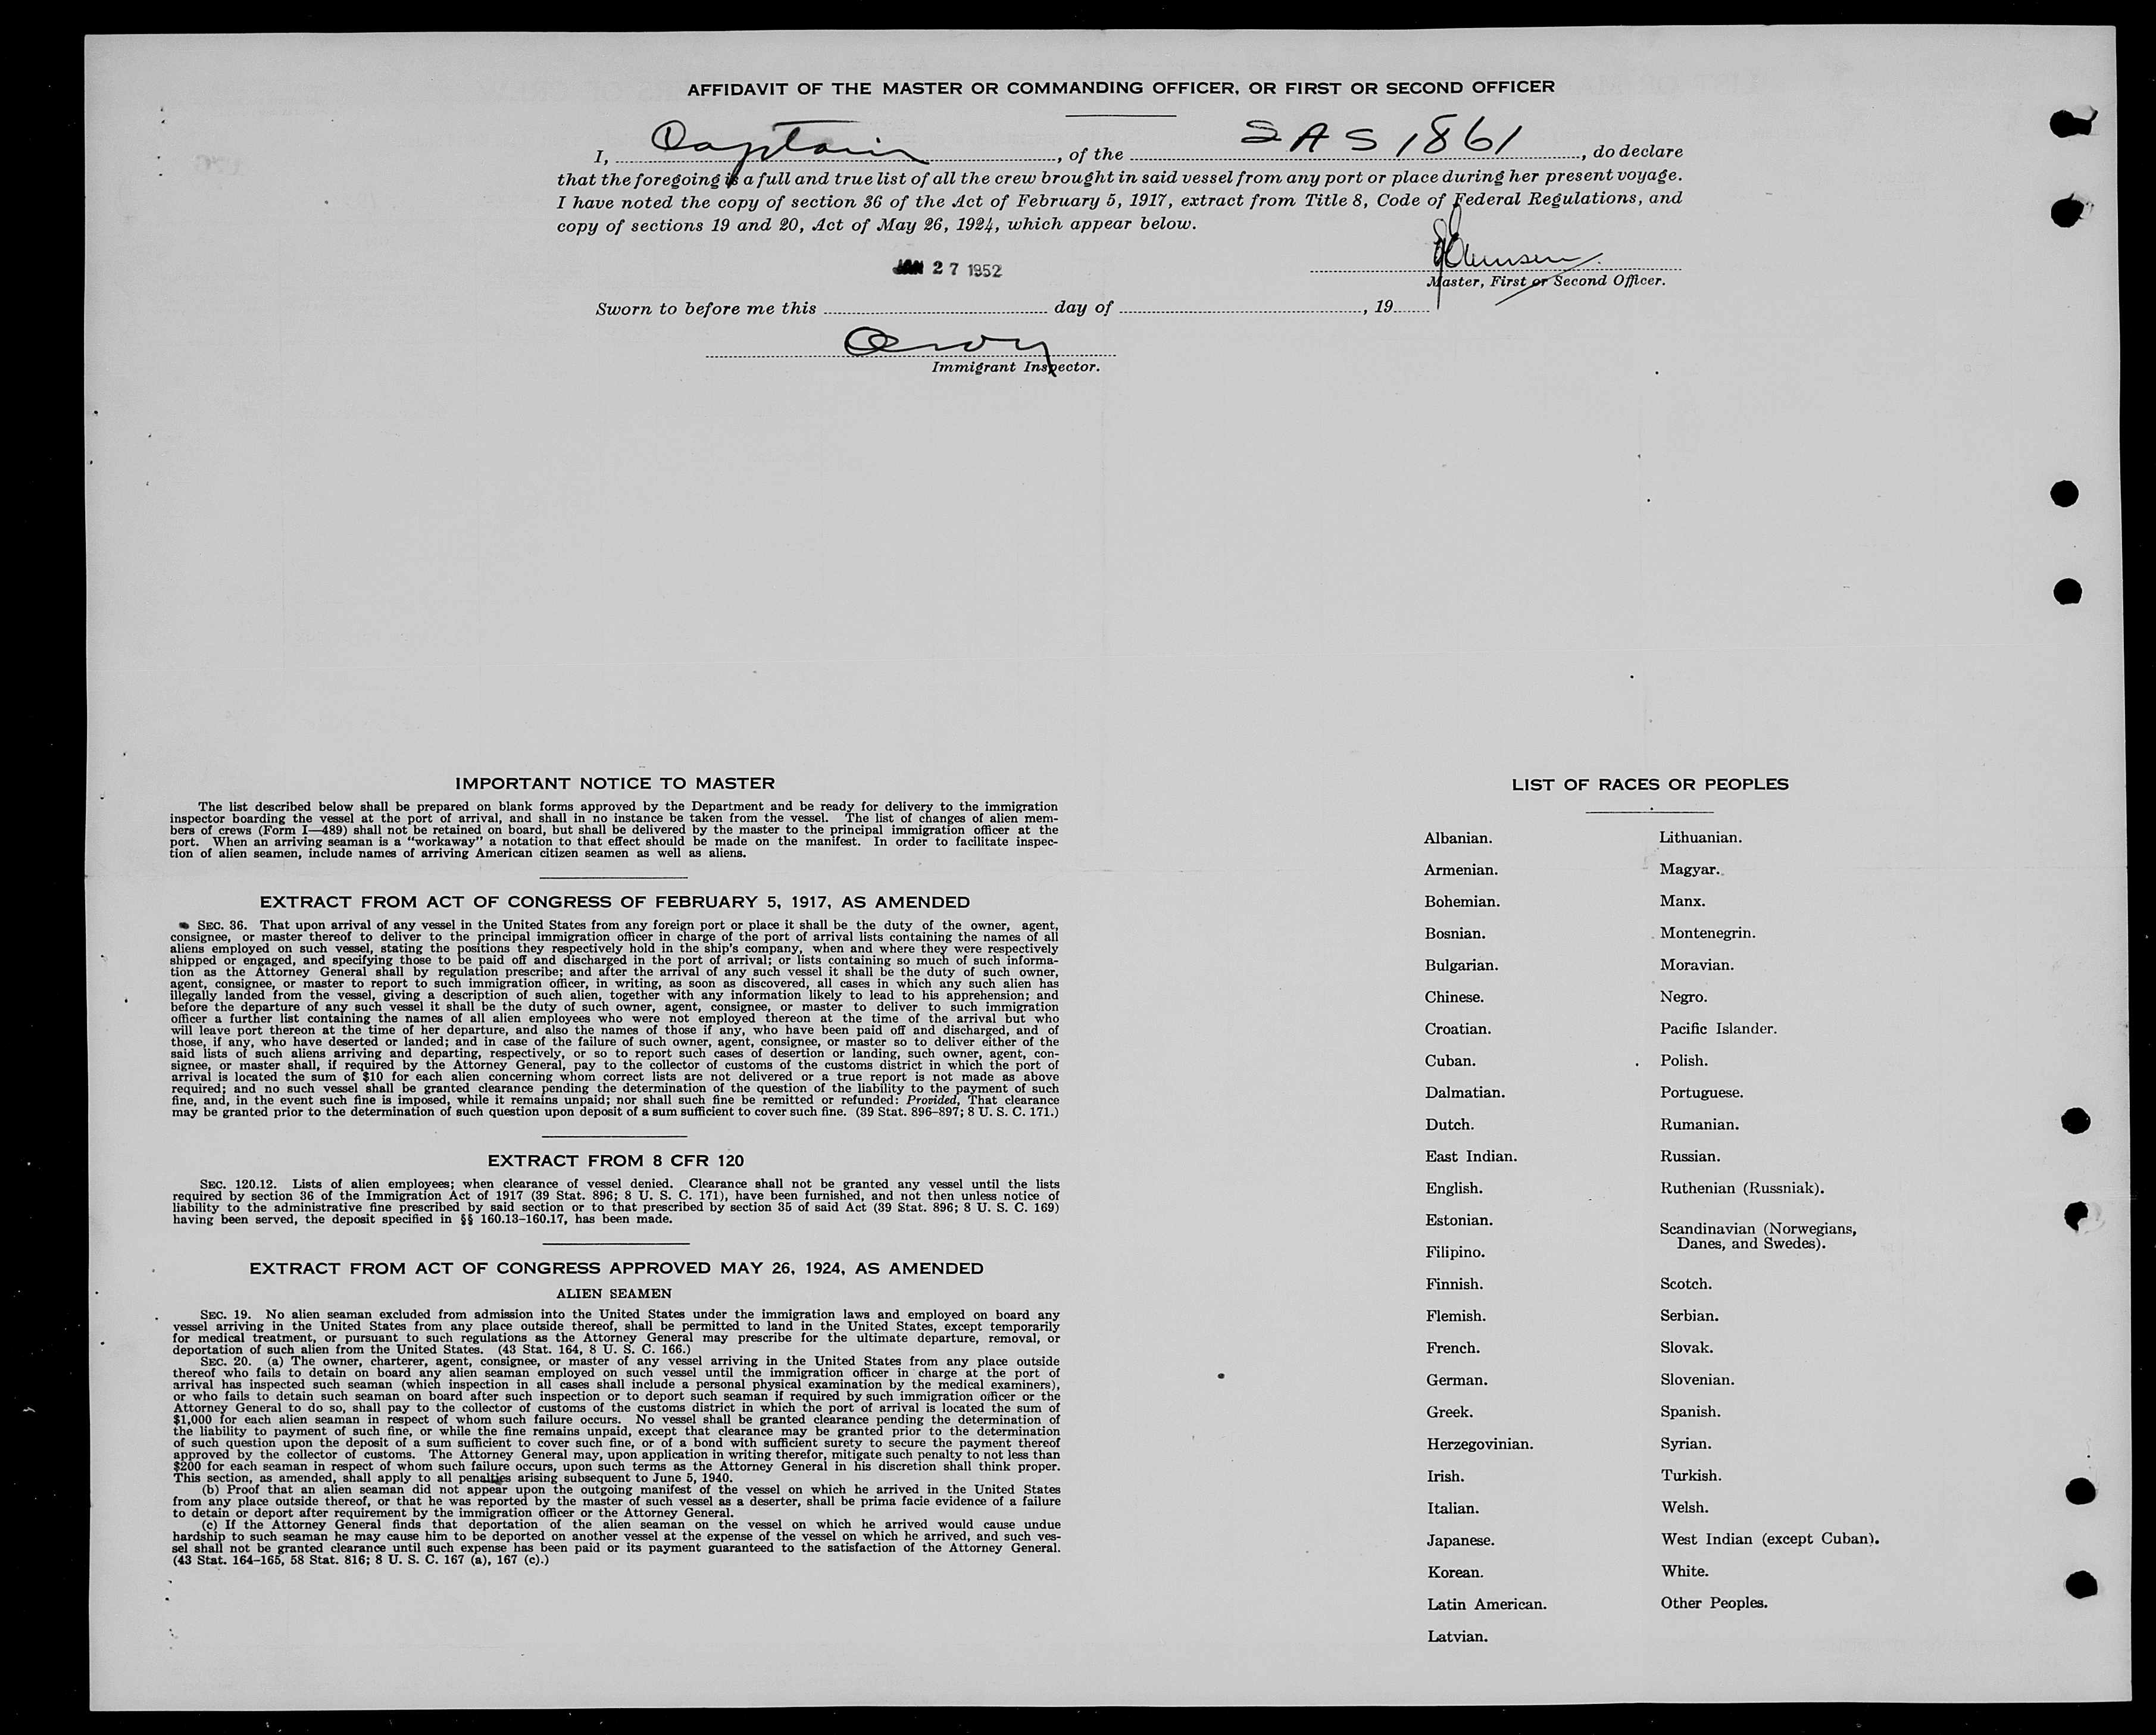 AFFIDAVIT OF THE MASTER OR COMMANDING OFFICER, OR FIRST OR SECOND OFFICER
I, Captain, of the SAS 1861, do declare
that the foregoing is a full and true list of all the crew brought in said vessel from any port or place during her present voyage.
I have noted the copy of section 36 of the Act of February 5, 1917, extract from Title 8, Code of Federal Regulations, and
copy of sections 19 and 20, Act of May 26, 1924, which appear below.
JAN 27 1952
Master, First or Second Officer.
Sworn to before me this day of , 19
Immigrant Inspector.
IMPORTANT NOTICE TO MASTER
The list described below shall be prepared on blank forms approved by the Department and be ready for delivery to the immigration
inspector boarding the vessel at the port of arrival, and shall in no instance be taken from the vessel. The list of changes of alien mem-
bers of crews (Form I—489) shall not be retained on board, but shall be delivered by the master to the principal immigration officer at the
port. When an arriving seaman is a "workaway" a notation to that effect should be made on the manifest. In order to facilitate inspec-
tion of alien seamen, include names of arriving American citizen seamen as well as aliens.
EXTRACT FROM ACT OF CONGRESS OF FEBRUARY 5, 1917, AS AMENDED
SEC. 36. That upon arrival of any vessel in the United States from any foreign port or place it shall be the duty of the owner, agent,
consignee, or master thereof to deliver to the principal immigration officer in charge of the port of arrival lists containing the names of all
aliens employed on such vessel, stating the positions they respectively hold in the ship's company, when and where they were respectively
shipped or engaged, and specifying those to be paid off and discharged in the port of arrival; or lists containing so much of such informa-
tion as the Attorney General shall by regulation prescribe; and after the arrival of any such vessel it shall be the duty of such owner,
agent, consignee, or master to report to such immigration officer, in writing, as soon as discovered, all cases in which any such alien has
illegally landed from the vessel, giving a description of such alien, together with any information likely to lead to his apprehension; and
before the departure of any such vessel it shall be the duty of such owner, agent, consignee, or master to deliver to such immigration
officer a further list containing the names of all alien employees who were not employed thereon at the time of the arrival but who
will leave port thereon at the time of her departure, and also the names of those if any, who have been paid off and discharged, and of
those, if any, who have deserted or landed; and in case of the failure of such owner, agent, consignee, or master so to deliver either of the
said lists of such aliens arriving and departing, respectively, or so to report such cases of desertion or landing, such owner, agent, con-
signee, or master shall, if required by the Attorney General, pay to the collector of customs of the customs district in which the port of
arrival is located the sum of $10 for each alien concerning whom correct lists are not delivered or a true report is not made as above
required; and no such vessel shall be granted clearance pending the determination of the question of the liability to the payment of such
fine, and, in the event such fine is imposed, while it remains unpaid; nor shall such fine be remitted or refunded: Provided, That clearance
may be granted prior to the determination of such question upon deposit of a sum sufficient to cover such fine. (39 Stat. 896–897; 8 U. S. C. 171.)
EXTRACT FROM 8 CFR 120
SEC. 120.12. Lists of alien employees; when clearance of vessel denied. Clearance shall not be granted any vessel until the lists
required by section 36 of the Immigration Act of 1917 (39 Stat. 896; 8 U. S. C. 171), have been furnished, and not then unless notice of
liability to the administrative fine prescribed by said section or to that prescribed by section 35 of said Act (39 Stat. 896; 8 U. S. C. 169)
having been served, the deposit specified in §§ 160.13–160.17, has been made.
EXTRACT FROM ACT OF CONGRESS APPROVED MAY 26, 1924, AS AMENDED
ALIEN SEAMEN
SEC. 19. No alien seaman excluded from admission into the United States under the immigration laws and employed on board any
vessel arriving in the United States from any place outside thereof, shall be permitted to land in the United States, except temporarily
for medical treatment, or pursuant to such regulations as the Attorney General may prescribe for the ultimate departure, removal, or
deportation of such alien from the United States. (43 Stat. 164, 8 U. S. C. 166.)
SEC. 20. (a) The owner, charterer, agent, consignee, or master of any vessel arriving in the United States from any place outside
thereof who fails to detain on board any alien seaman employed on such vessel until the immigration officer in charge at the port of
arrival has inspected such seaman (which inspection in all cases shall include a personal physical examination by the medical examiners),
or who fails to detain such seaman on board after such inspection or to deport such seaman if required by such immigration officer or the
Attorney General to do so, shall pay to the collector of customs of the customs district in which the port of arrival is located the sum of
$1,000 for each alien seaman in respect of whom such failure occurs. No vessel shall be granted clearance pending the determination of
the liability to payment of such fine, or while the fine remains unpaid, except that clearance may be granted prior to the determination
of such question upon the deposit of a sum sufficient to cover such fine, or of a bond with sufficient surety to secure the payment thereof
approved by the collector of customs. The Attorney General may, upon application in writing therefor, mitigate such penalty to not less than
$200 for each seaman in respect of whom such failure occurs, upon such terms as the Attorney General in his discretion shall think proper.
This section, as amended, shall apply to all penalties arising subsequent to June 5, 1940.
(b) Proof that an alien seaman did not appear upon the outgoing manifest of the vessel on which he arrived in the United States
from any place outside thereof, or that he was reported by the master of such vessel as a deserter, shall be prima facie evidence of a failure
to detain or deport after requirement by the immigration officer or the Attorney General.
(c) If the Attorney General finds that deportation of the alien seaman on the vessel on which he arrived would cause undue
hardship to such seaman he may cause him to be deported on another vessel at the expense of the vessel on which he arrived, and such ves-
sel shall not be granted clearance until such expense has been paid or its payment guaranteed to the satisfaction of the Attorney General.
(43 Stat. 164–165, 58 Stat. 816; 8 U. S. C. 167 (a), 167 (c).)
LIST OF RACES OR PEOPLES
Albanian.
Armenian.
Bohemian.
Bosnian.
Bulgarian.
Chinese.
Croatian.
Cuban.
Dalmatian.
Dutch.
East Indian.
English.
Estonian.
Filipino.
Finnish.
Flemish.
French.
German.
Greek.
Herzegovinian.
Irish.
Italian.
Japanese.
Korean.
Latin American.
Latvian.
Lithuanian.
Magyar.
Manx.
Montenegrin.
Moravian.
Negro.
Pacific Islander.
Polish.
Portuguese.
Rumanian.
Russian.
Ruthenian (Russniak).
Scandinavian (Norwegians,
Danes, and Swedes).
Scotch.
Serbian.
Slovak.
Slovenian.
Spanish.
Syrian.
Turkish.
Welsh.
West Indian (except Cuban).
White.
Other Peoples.